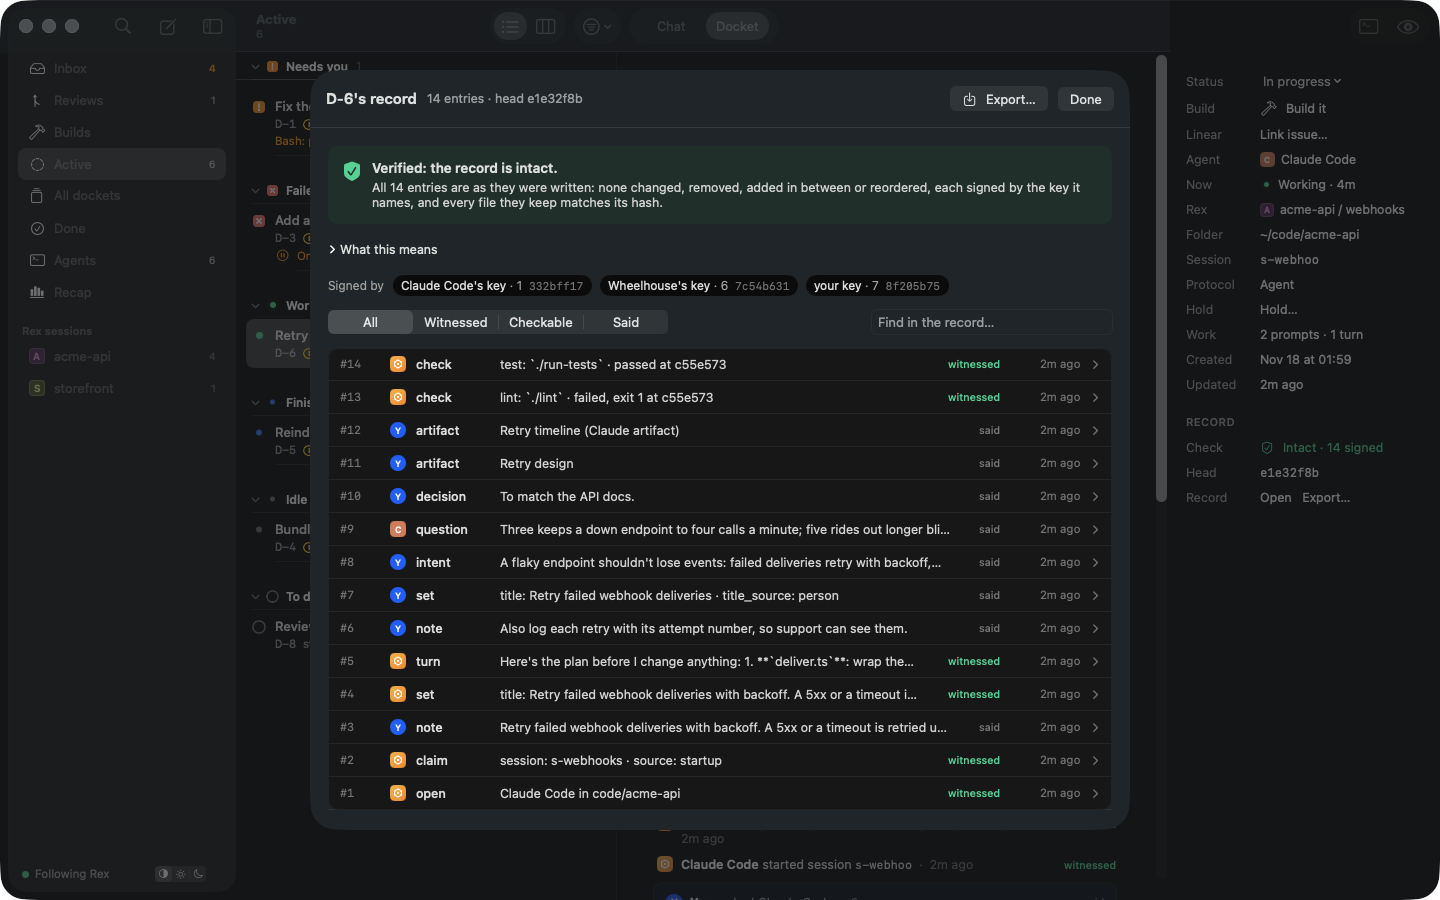 Active
6
Chat
Docket
Inbox 4
Reviews 1
Builds
Active 6
All dockets
Done
Agents 6
Recap
Rex sessions
A acme-api 4
S storefront 1
Following Rex
Needs you 1
Fix th
D-1
Bash:
Faile
Add a
D-3
Or
Wor
Retry
D-6
Finis
Reind
D-5
Idle
Bundl
D-4
To d
Revie
D-8 s
D-6's record 14 entries · head e1e32f8b
Export...
Done
Verified: the record is intact.
All 14 entries are as they were written: none changed, removed, added in between or reordered, each signed by the key it
names, and every file they keep matches its hash.
What this means
Signed by Claude Code's key · 1 332bff17 Wheelhouse's key · 6 7c54b631 your key · 7 8f205b75
All Witnessed Checkable Said
Find in the record...
#14 check test: `./run-tests` · passed at c55e573 witnessed 2m ago
#13 check lint: `./lint` · failed, exit 1 at c55e573 witnessed 2m ago
#12 Y artifact Retry timeline (Claude artifact) said 2m ago
#11 Y artifact Retry design said 2m ago
#10 Y decision To match the API docs. said 2m ago
#9 C question Three keeps a down endpoint to four calls a minute; five rides out longer bli... said 2m ago
#8 Y intent A flaky endpoint shouldn't lose events: failed deliveries retry with backoff,... said 2m ago
#7 Y set title: Retry failed webhook deliveries · title_source: person said 2m ago
#6 Y note Also log each retry with its attempt number, so support can see them. said 2m ago
#5 turn Here's the plan before I change anything: 1. **`deliver.ts`**: wrap the... witnessed 2m ago
#4 set title: Retry failed webhook deliveries with backoff. A 5xx or a timeout i... witnessed 2m ago
#3 Y note Retry failed webhook deliveries with backoff. A 5xx or a timeout is retried u... said 2m ago
#2 claim session: s-webhooks · source: startup witnessed 2m ago
#1 open Claude Code in code/acme-api witnessed 2m ago
2m ago
Claude Code started session s-webhoo · 2m ago witnessed
Status In progress
Build Build it
Linear Link issue...
Agent C Claude Code
Now Working · 4m
Rex A acme-api / webhooks
Folder ~/code/acme-api
Session s-webhoo
Protocol Agent
Hold Hold...
Work 2 prompts · 1 turn
Created Nov 18 at 01:59
Updated 2m ago
RECORD
Check Intact · 14 signed
Head e1e32f8b
Record Open Export...